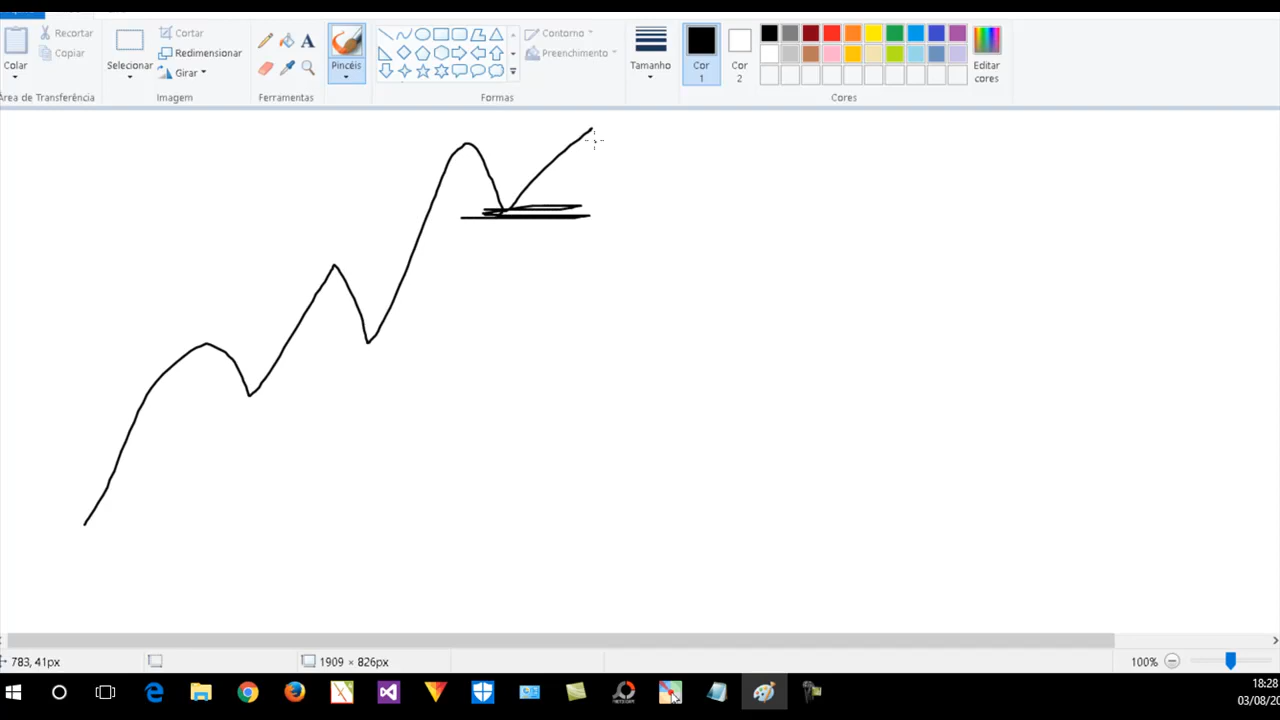 Recortar
Copiar
Colar
Área de Transferência
Selecionar
Cortar
Redimensionar
Girar
Imagem
A
Ferramentas
Pincéis
Contorno
Preenchimento
Formas
Tamanho
Cor
1
Cor
2
Editar
cores
Cores
783, 41px
1909 × 826px
100%
18:28
03/08/20